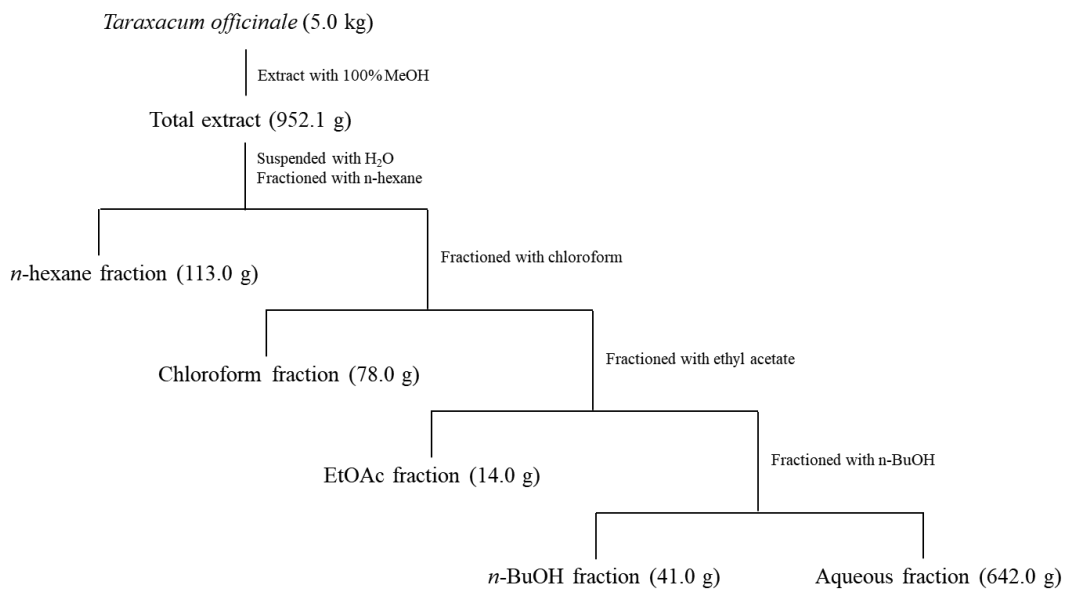 Taraxacum officinale (5.0 kg)
Extract with 100% MeOH
Total extract (952.1 g)
Suspended with H₂O
Fractioned with n-hexane
n-hexane fraction (113.0 g)
Fractioned with chloroform
Chloroform fraction (78.0 g)
Fractioned with ethyl acetate
EtOAc fraction (14.0 g)
Fractioned with n-BuOH
n-BuOH fraction (41.0 g)
Aqueous fraction (642.0 g)